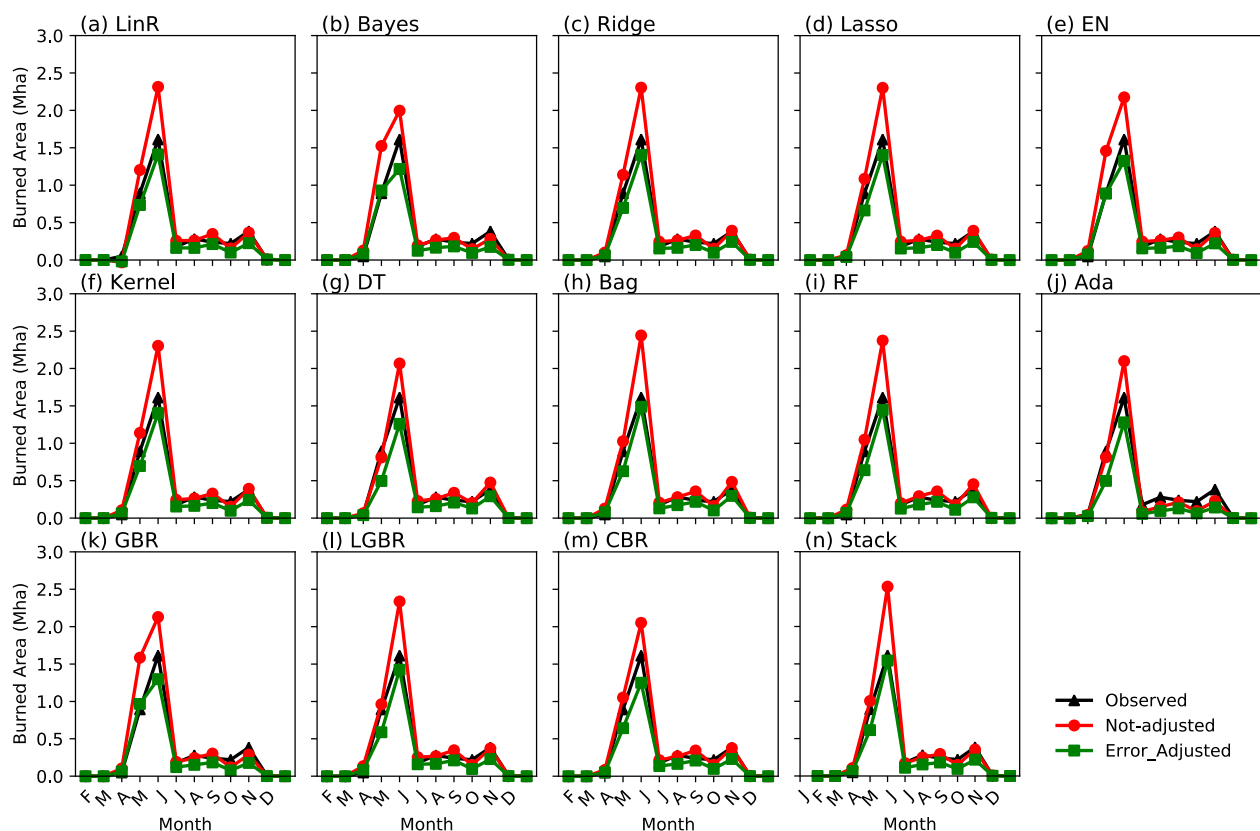 (a) LinR
(b) Bayes
(c) Ridge
(d) Lasso
(e) EN
3.0
2.5
2.0
1.5
1.0
0.5
0.0
Burned Area (Mha)
(f) Kernel
(g) DT
(h) Bag
(i) RF
(j) Ada
3.0
2.5
2.0
1.5
1.0
0.5
0.0
Burned Area (Mha)
(k) GBR
(l) LGBR
(m) CBR
(n) Stack
3.0
2.5
2.0
1.5
1.0
0.5
0.0
Burned Area (Mha)
Observed
Not-adjusted
Error_Adjusted
F M A M J J A S O N D
F M A M J J A S O N D
F M A M J J A S O N D
J F M A M J J A S O N D
Month
Month
Month
Month